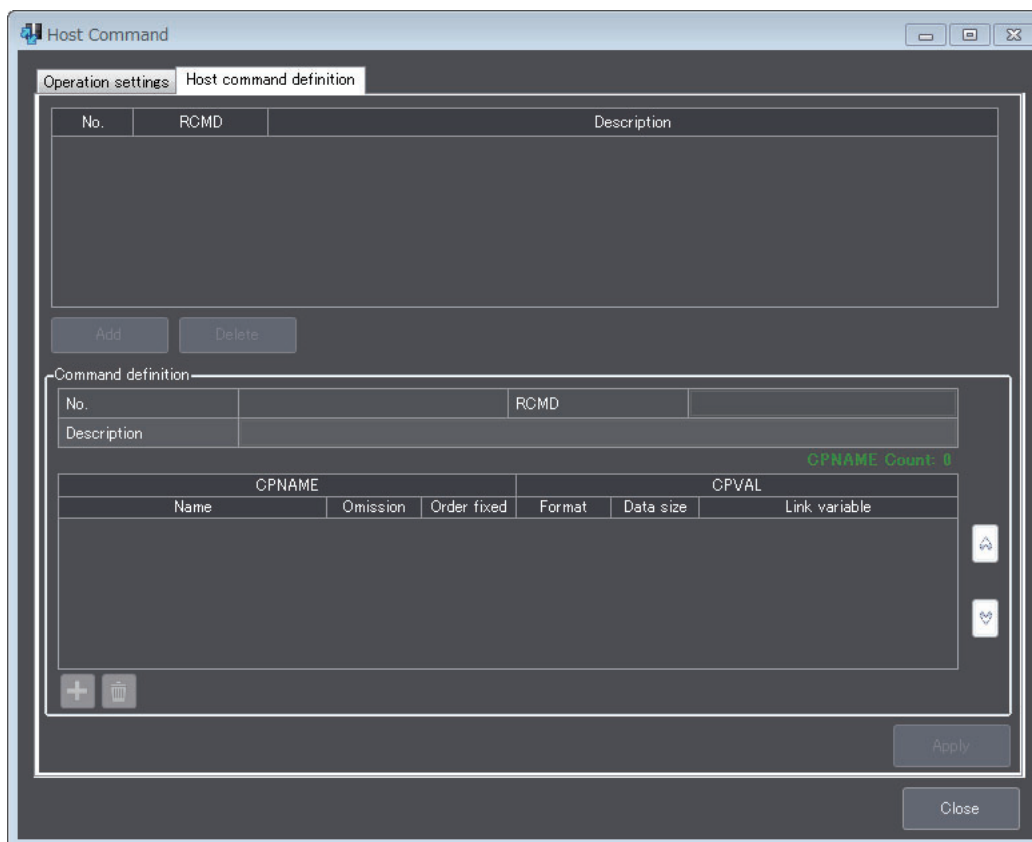 Host Command
Operation settings Host command definition
No. RCMD Description
Add Delete
Command definition
No. RCMD
Description
CPNAME Count: 0
CPNAME CPVAL
Name Omission Order fixed Format Data size Link variable
Apply
Close